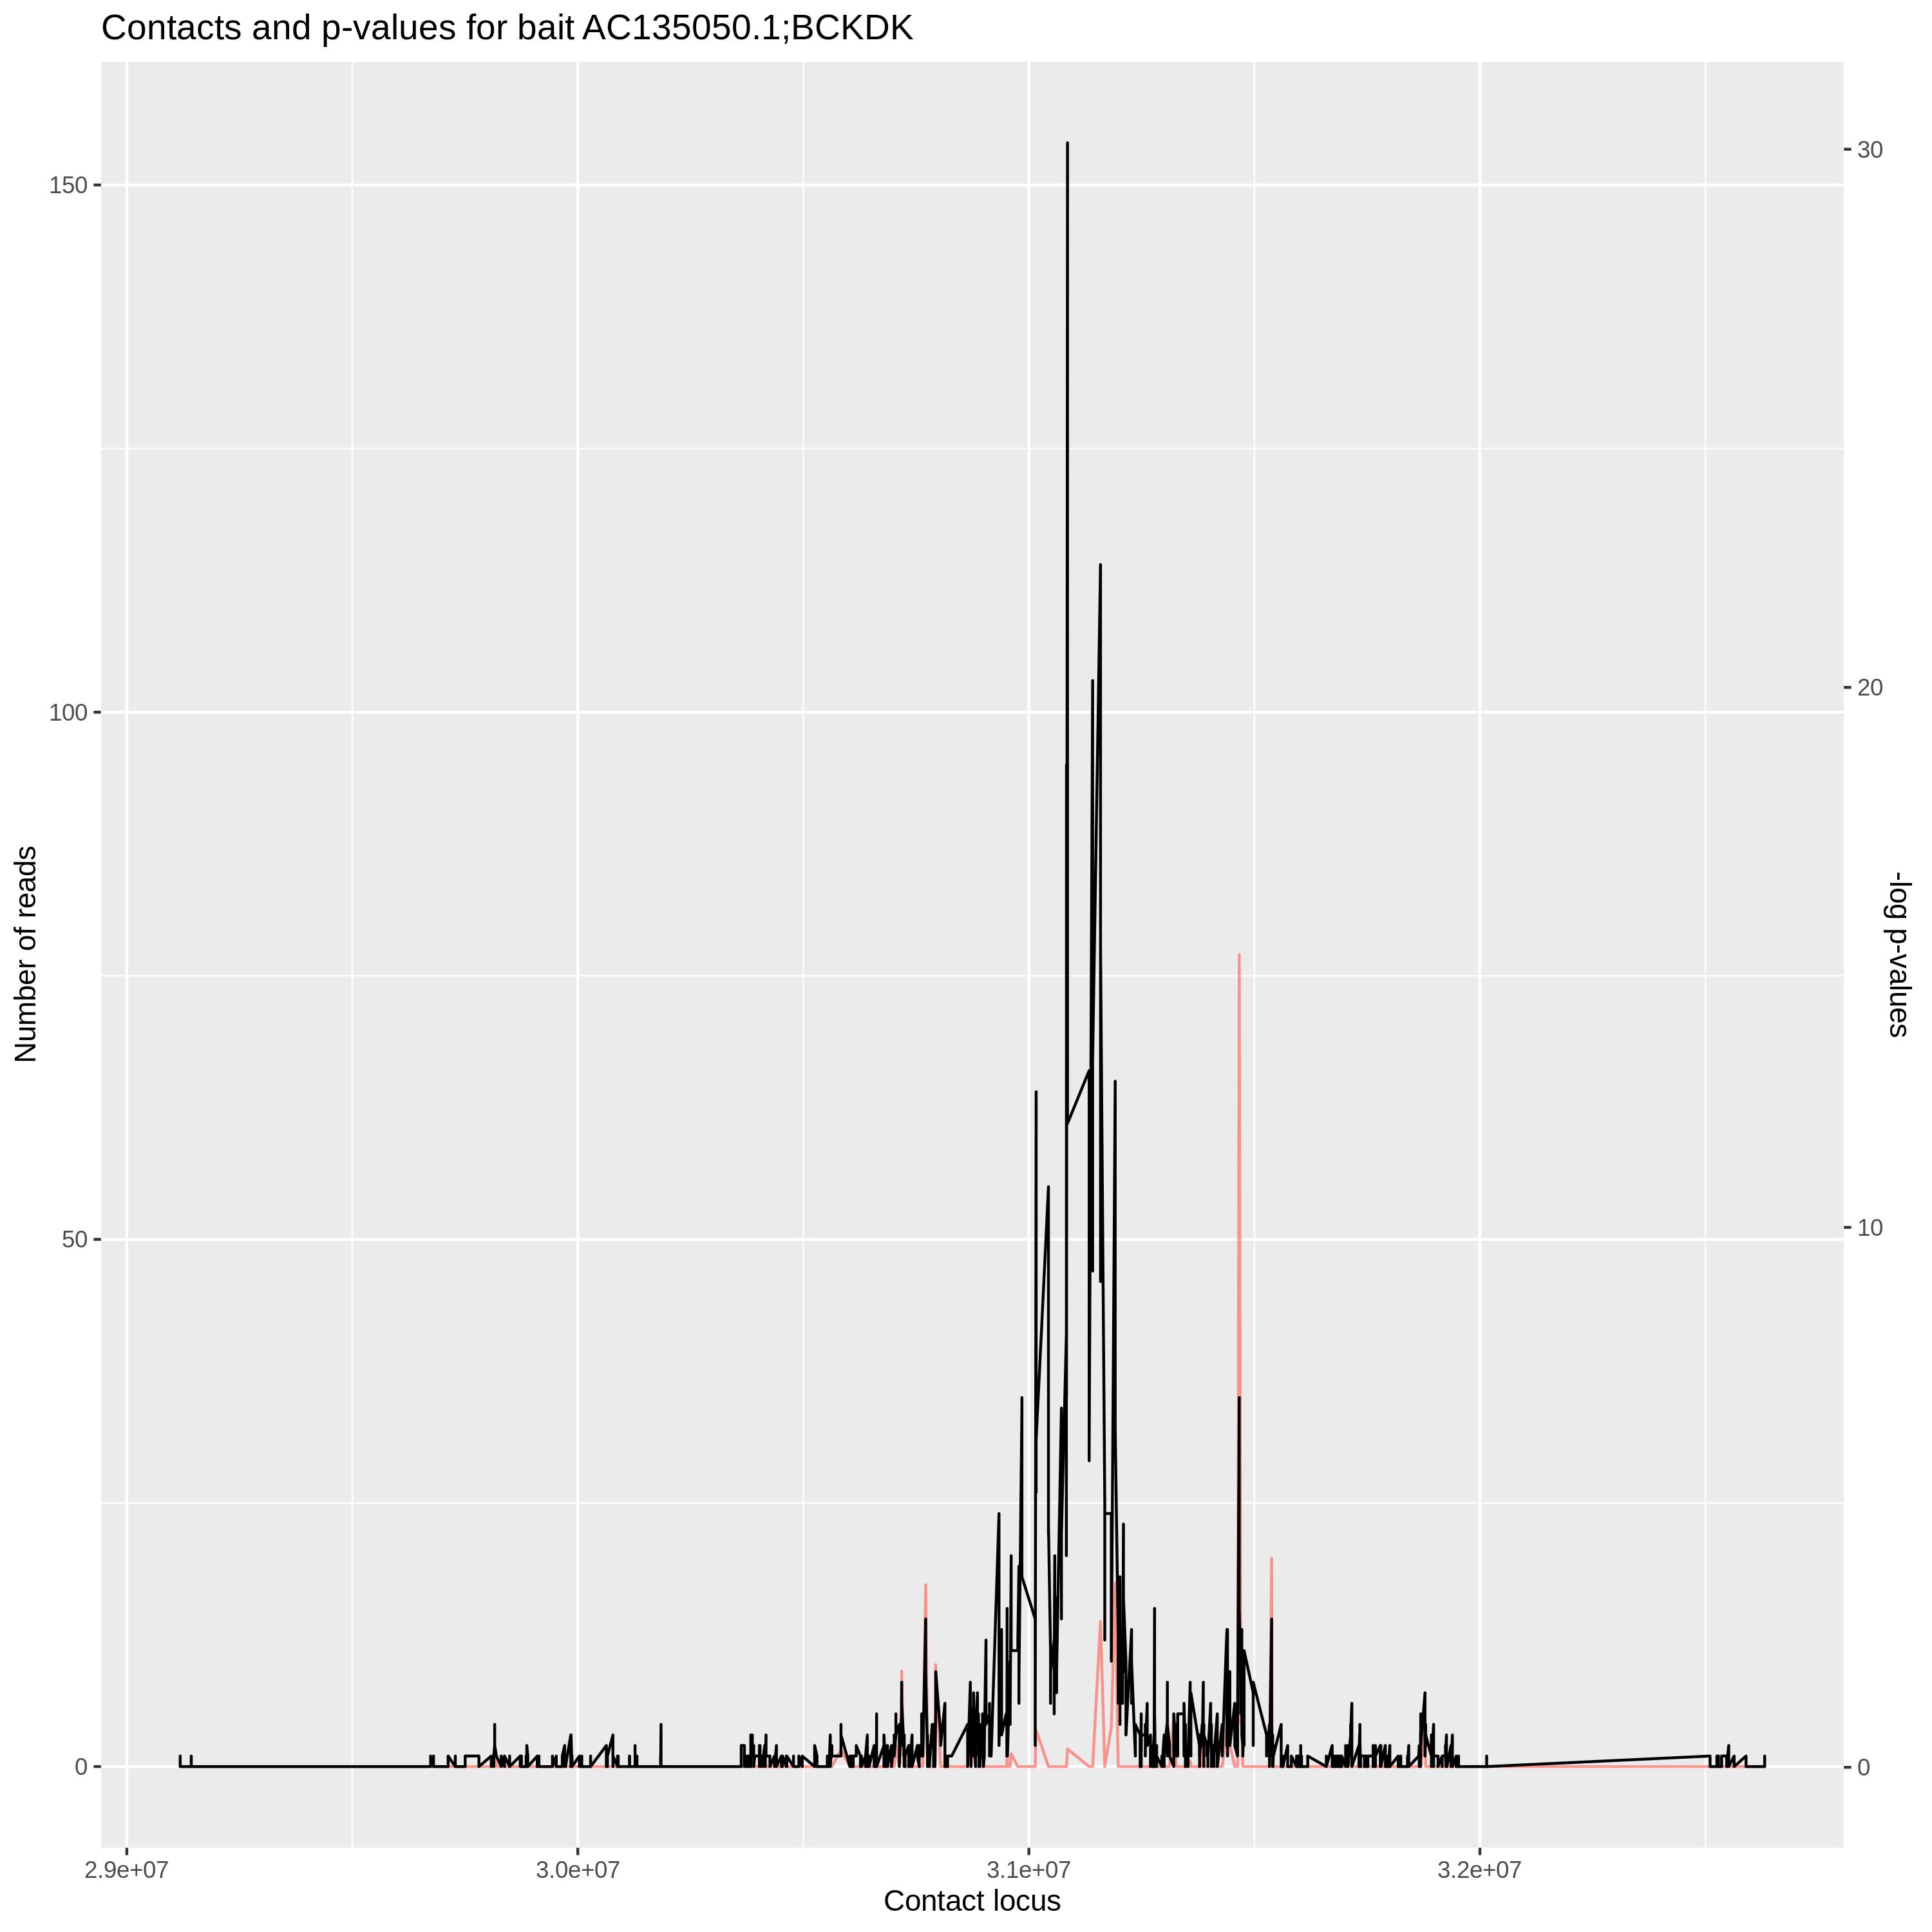 Contacts and p-values for bait AC135050.1;BCKDK
150
100
50
0
30
20
10
0
Number of reads
-log p-values
2.9e+07 3.0e+07 3.1e+07 3.2e+07
Contact locus